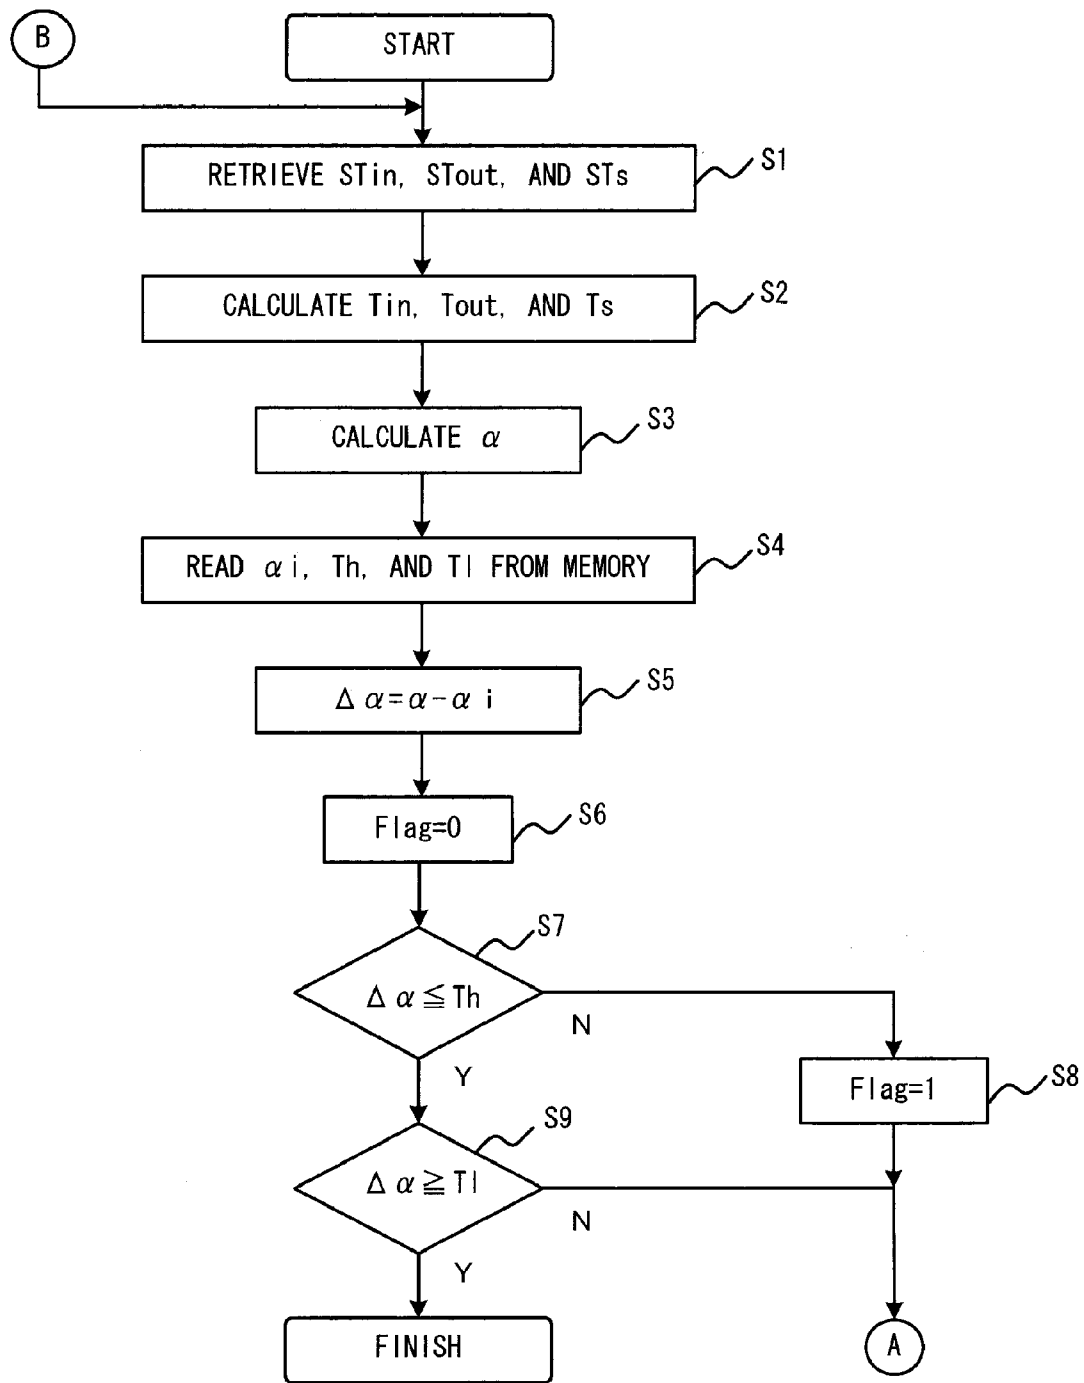 B
START
RETRIEVE STin, STout, AND STs
S1
CALCULATE Tin, Tout, AND Ts
S2
CALCULATE α
S3
READ αi, Th, AND Tl FROM MEMORY
S4
Δα=α-αi
S5
Flag=0
S6
S7
Δα≦Th
N
Y
Flag=1
S8
S9
Δα≧Tl
N
Y
FINISH
A